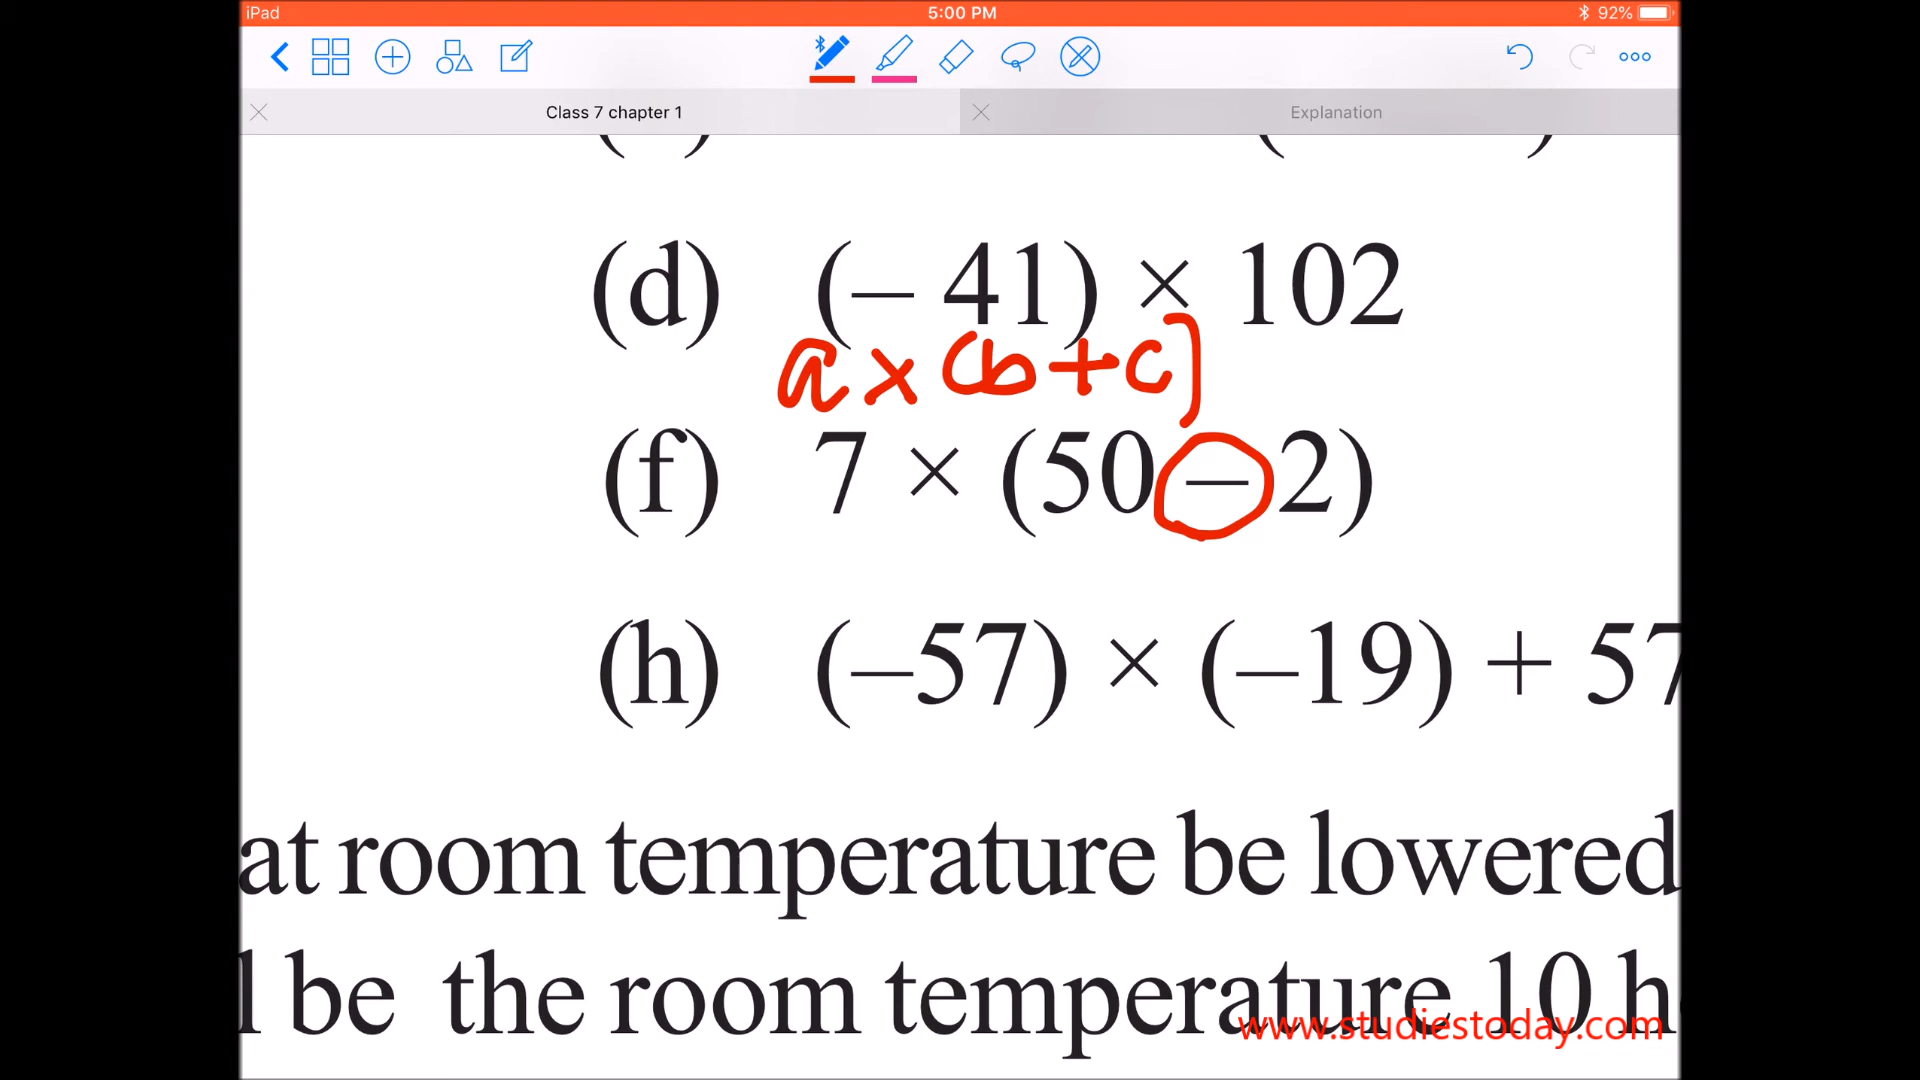 iPad 5:00 PM 92%
Class 7 chapter 1 Explanation
(d) (– 41) × 102
a × (b + c)
(f) 7 × (50 – 2)
(h) (–57) × (–19) + 57
at room temperature be lowered
l be the room temperature 10 h
www.studiestoday.com